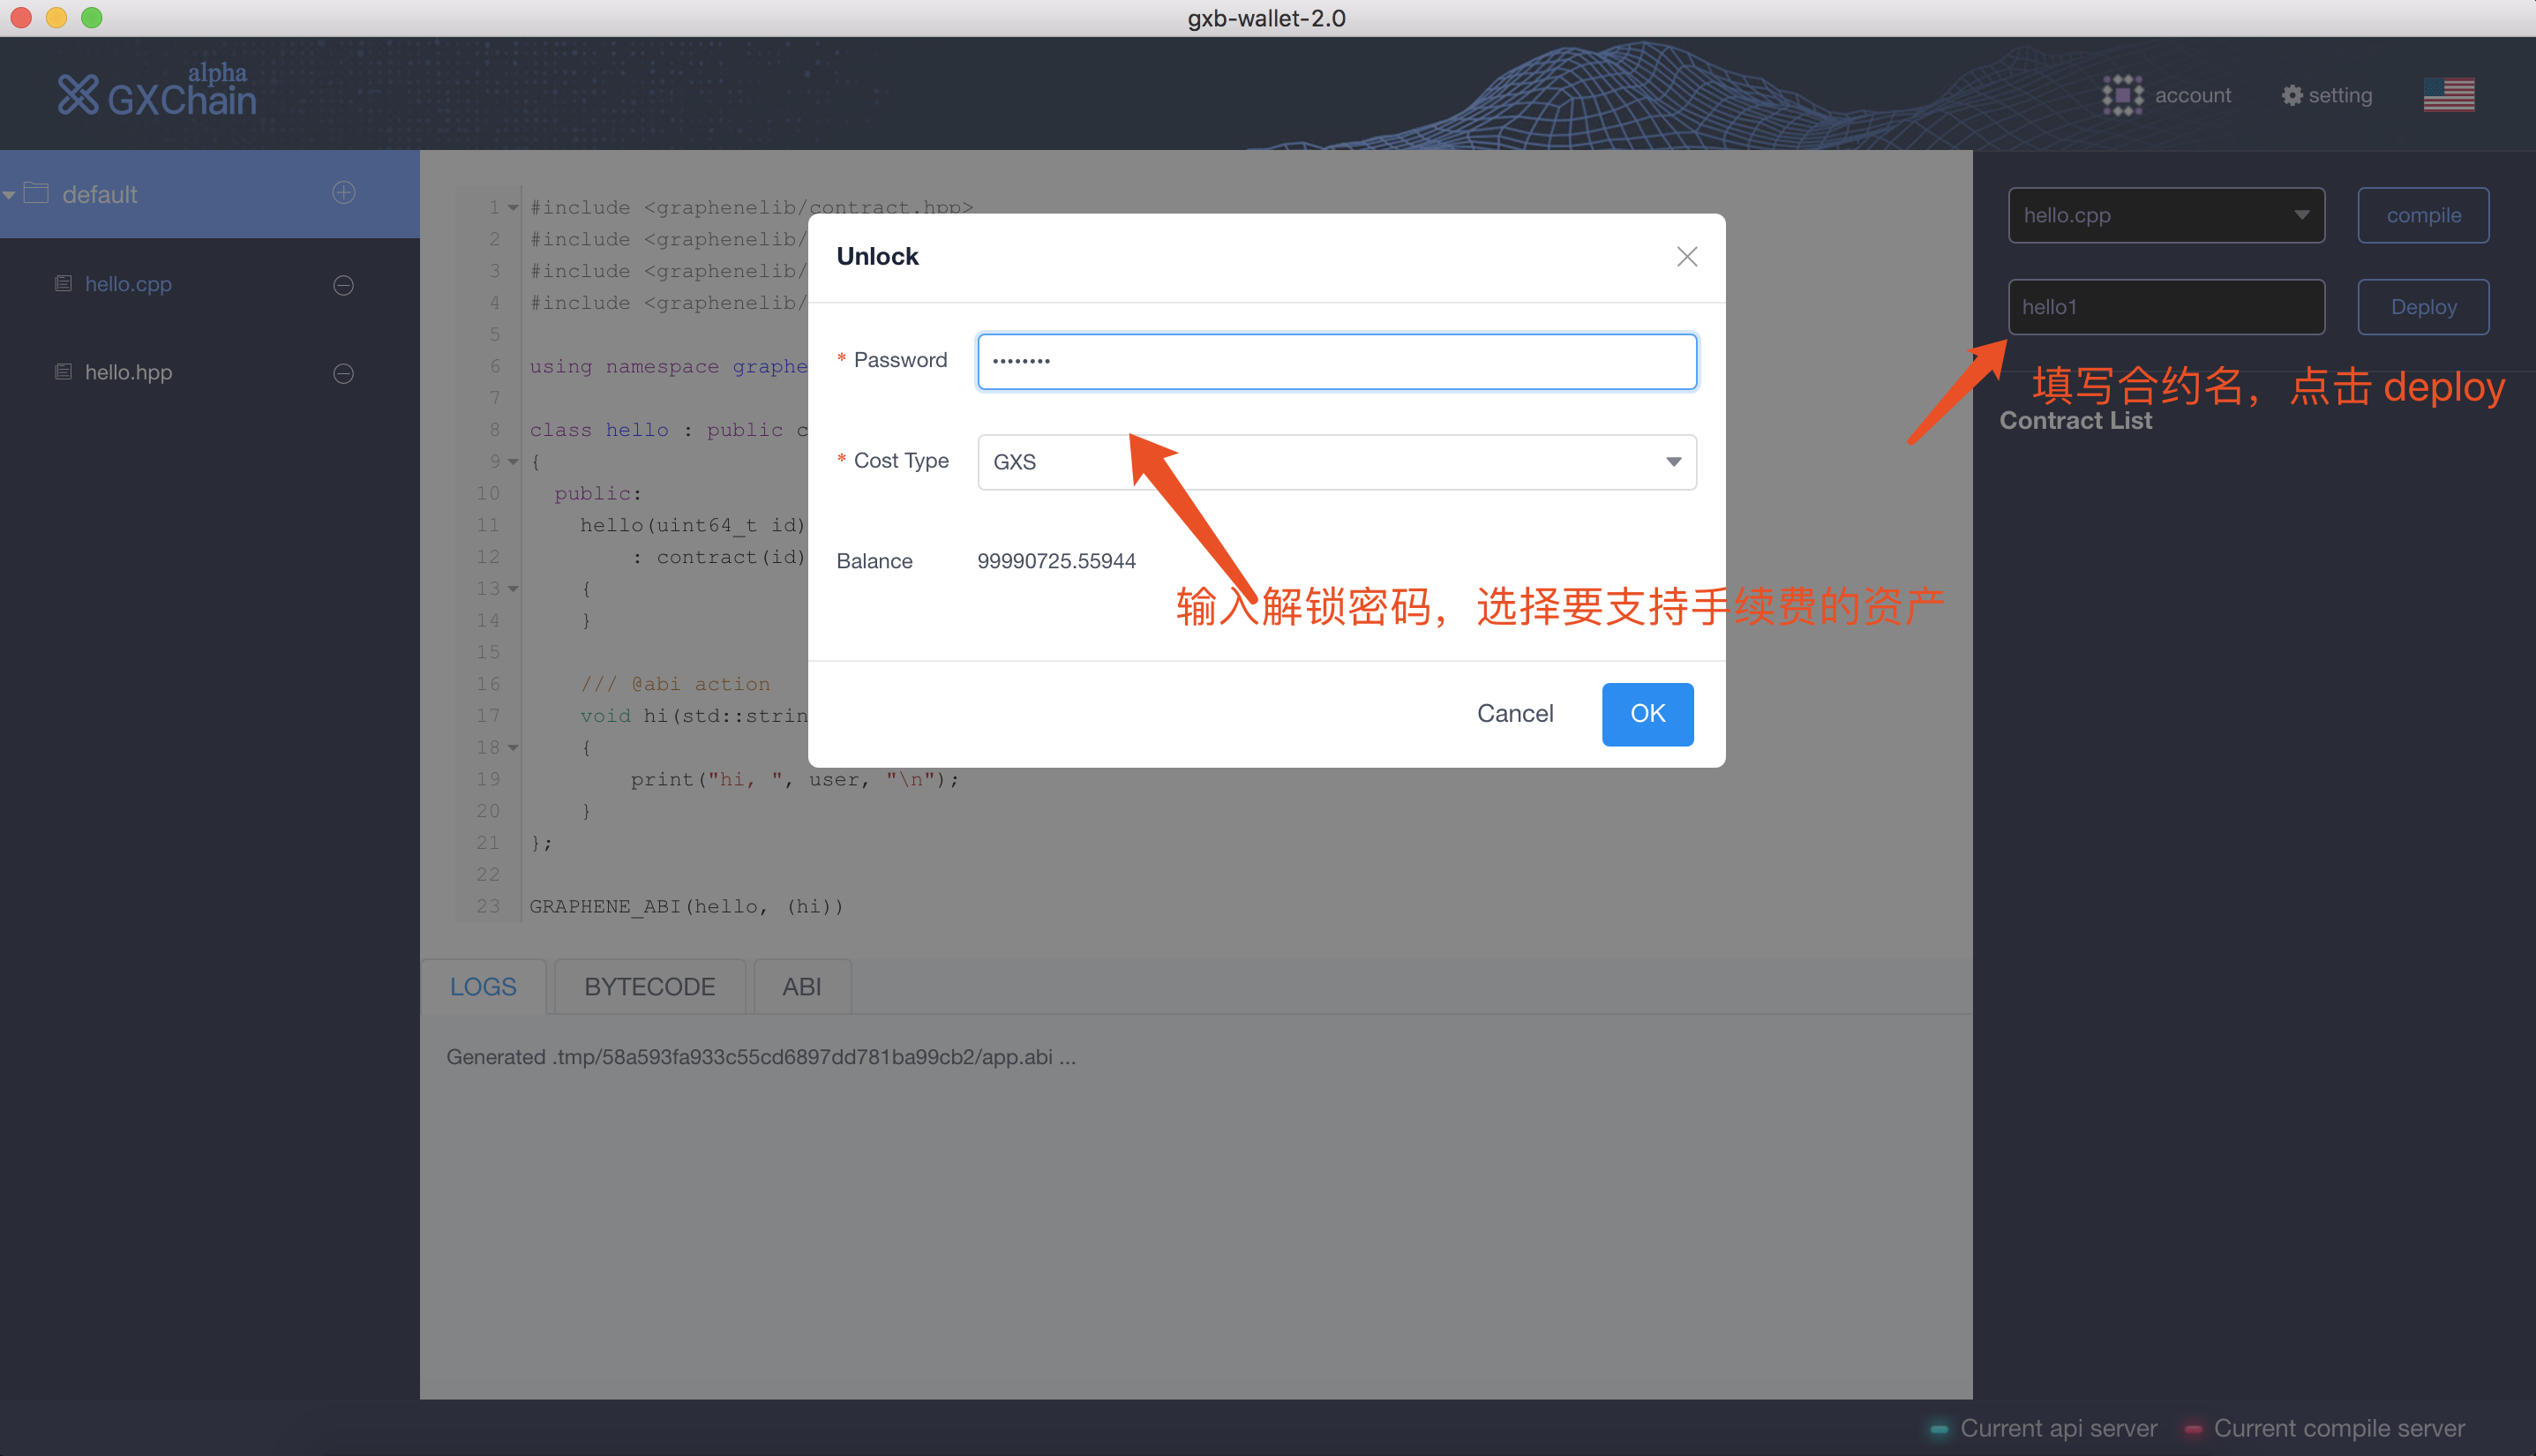 gxb-wallet-2.0
alpha
GXChain
account
setting
default
hello.cpp
hello.hpp
1 #include <graphenelib/contract.hpp>
2 #include <graphenelib/
3 #include <graphenelib/
4 #include <graphenelib/
5
6 using namespace graphe
7
8 class hello : public c
9 {
10 public:
11 hello(uint64_t id)
12 : contract(id)
13 {
14 }
15
16 /// @abi action
17 void hi(std::strin
18 {
19 print("hi, ", user, "\n");
20 }
21 };
22
23 GRAPHENE_ABI(hello, (hi))
Unlock
* Password ••••••••
* Cost Type GXS
Balance 99990725.55944
输入解锁密码，选择要支持手续费的资产
Cancel OK
hello.cpp compile
hello1 Deploy
填写合约名，点击 deploy
Contract List
LOGS BYTECODE ABI
Generated .tmp/58a593fa933c55cd6897dd781ba99cb2/app.abi ...
Current api server Current compile server